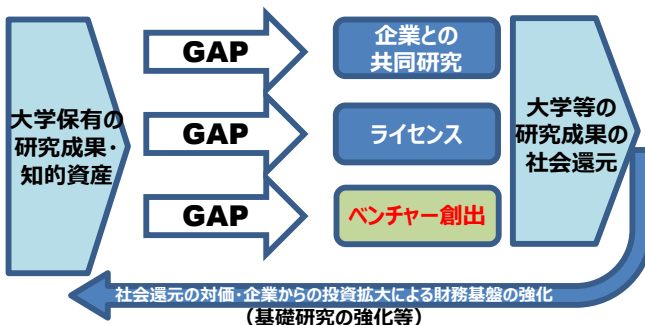 大学保有の
研究成果・
知的資産
GAP
企業との
共同研究
GAP
ライセンス
GAP
ベンチャー創出
大学等の
研究成果の
社会還元
社会還元の対価・企業からの投資拡大による財務基盤の強化
（基礎研究の強化等）